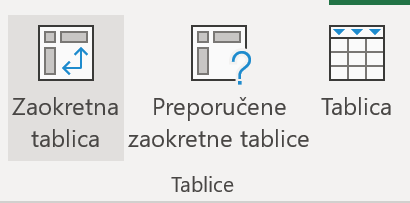 Zaokretna tablica
Preporučene zaokretne tablice
Tablica
Tablice